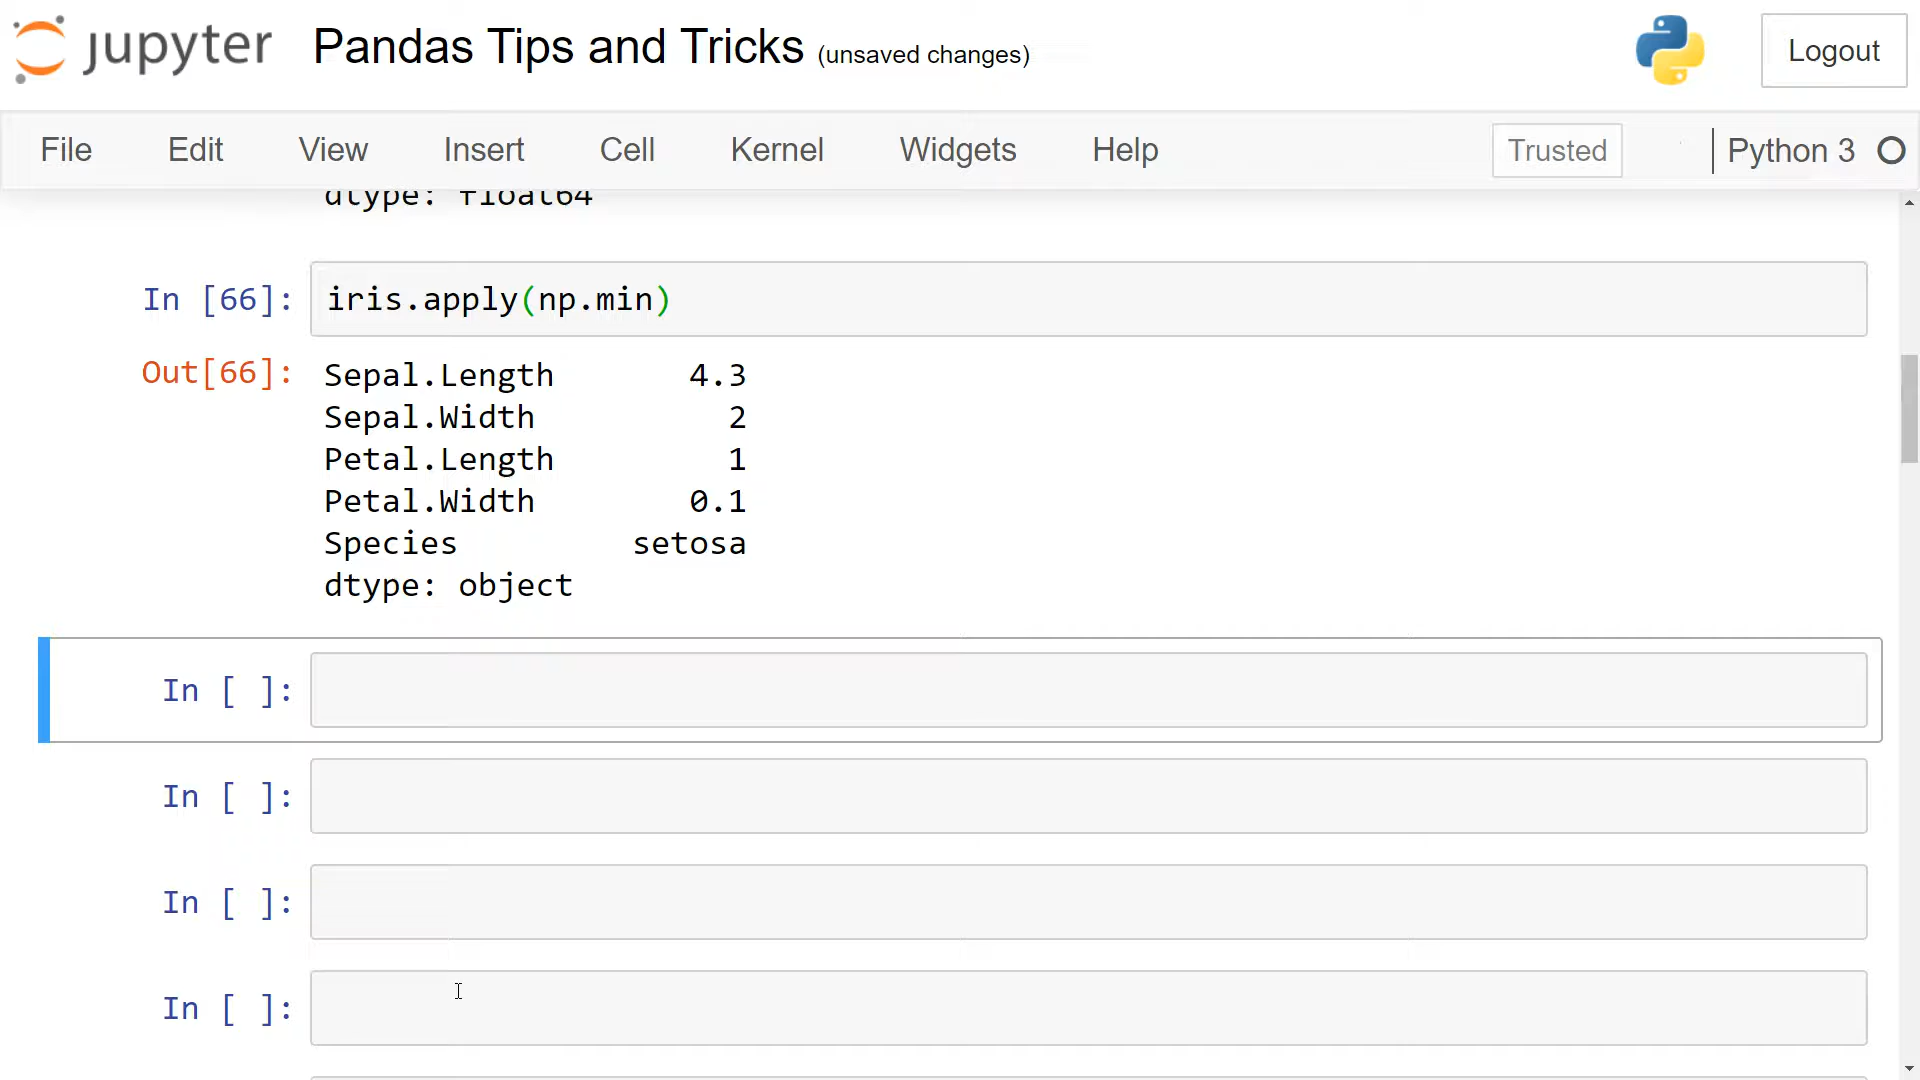 jupyter Pandas Tips and Tricks (unsaved changes) Logout
File Edit View Insert Cell Kernel Widgets Help Trusted Python 3
dtype: float64
In [66]: iris.apply(np.min)
Out[66]: Sepal.Length 4.3
Sepal.Width 2
Petal.Length 1
Petal.Width 0.1
Species setosa
dtype: object
In [ ]:
In [ ]:
In [ ]:
In [ ]: